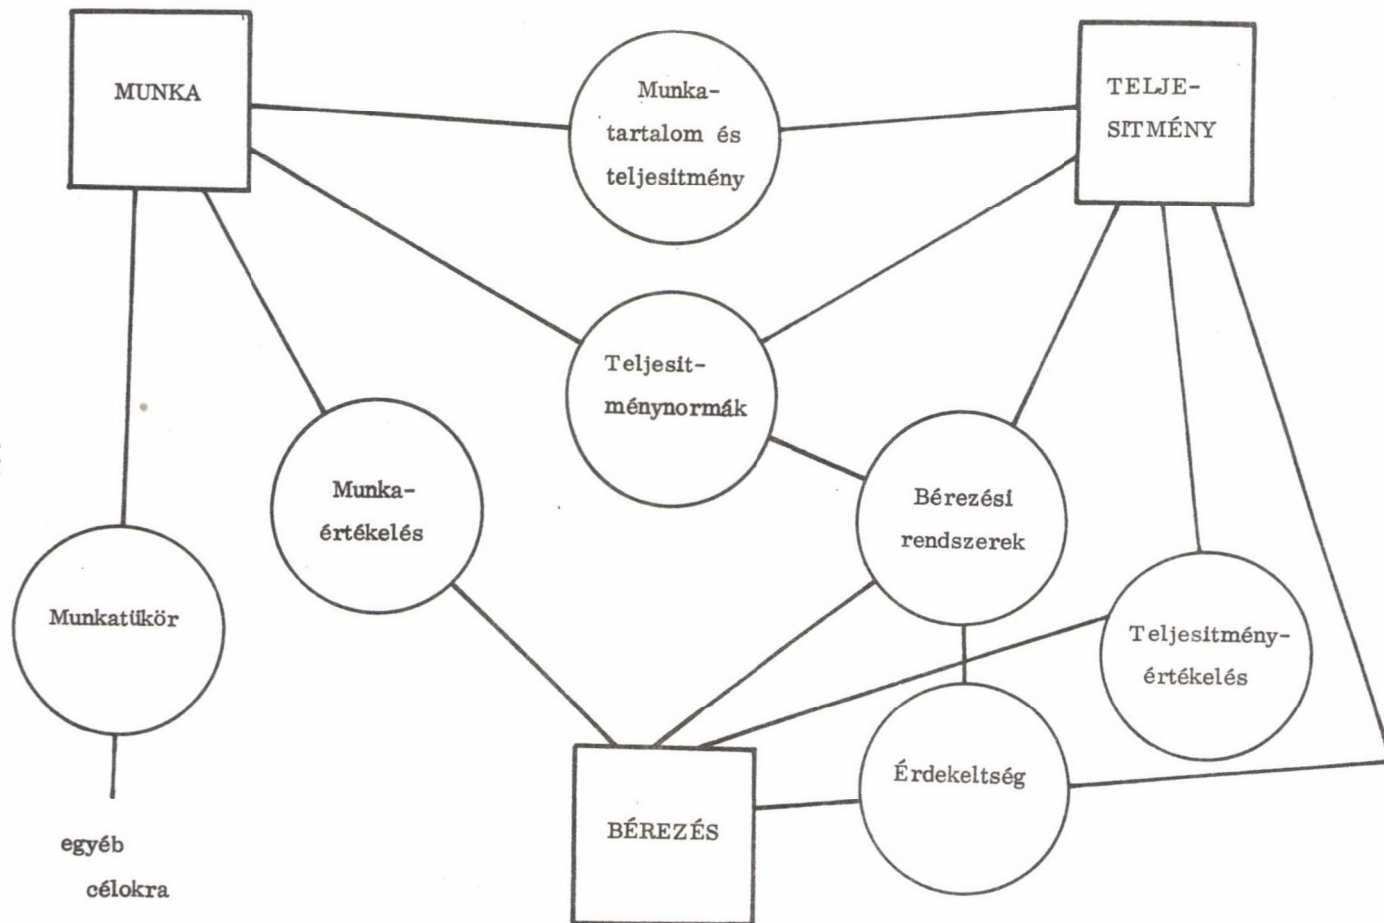 MUNKA
Munka-
tartalom és
teljesitmény
TELJE-
SITMÉNY
Teljesit-
ménynormák
Munka-
értékelés
Bérezési
rendszerek
Munkatükör
Teljesitmény-
értékelés
Érdekeltség
BÉREZÉS
egyéb
célokra